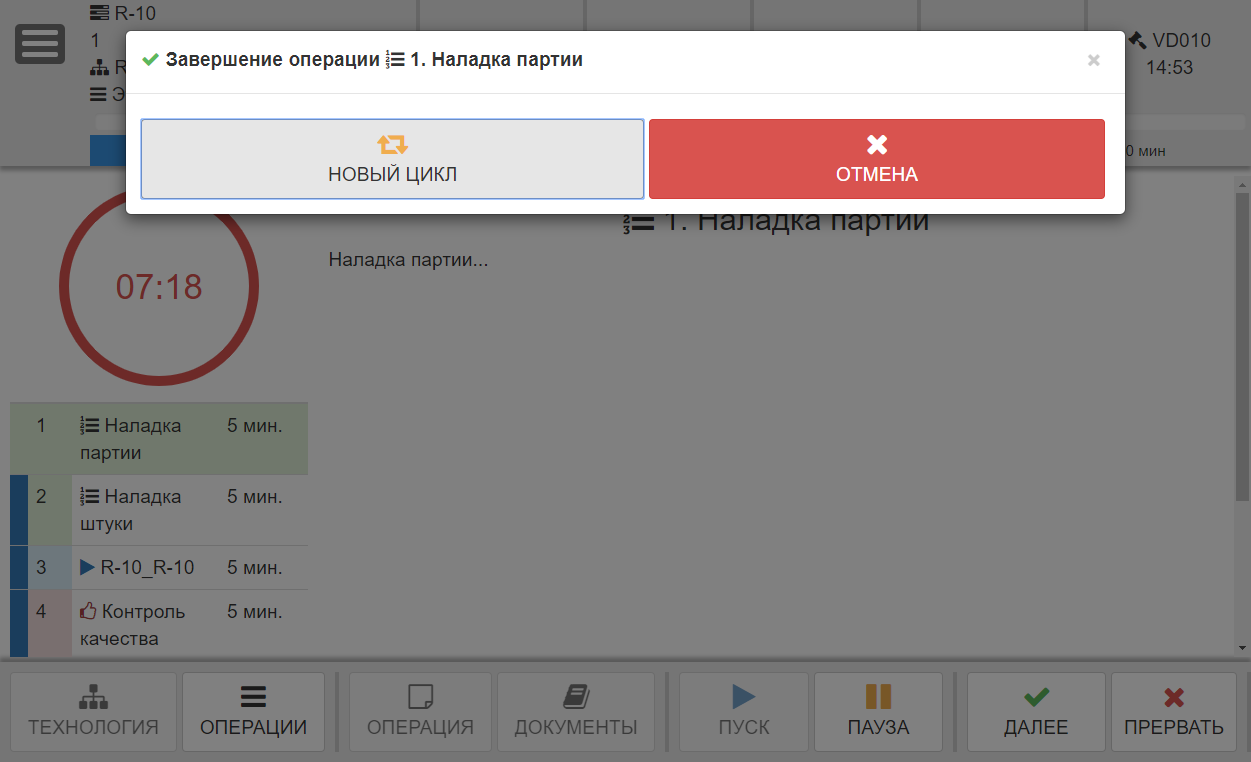 R-10
1
VD010
14:53
Завершение операции 1. Наладка партии
×
НОВЫЙ ЦИКЛ
ОТМЕНА
0 мин
1. Наладка партии
Наладка партии...
07:18
1 Наладка партии 5 мин.
2 Наладка штуки 5 мин.
3 R-10_R-10 5 мин.
4 Контроль качества 5 мин.
ТЕХНОЛОГИЯ
ОПЕРАЦИИ
ОПЕРАЦИЯ
ДОКУМЕНТЫ
ПУСК
ПАУЗА
ДАЛЕЕ
ПРЕРВАТЬ